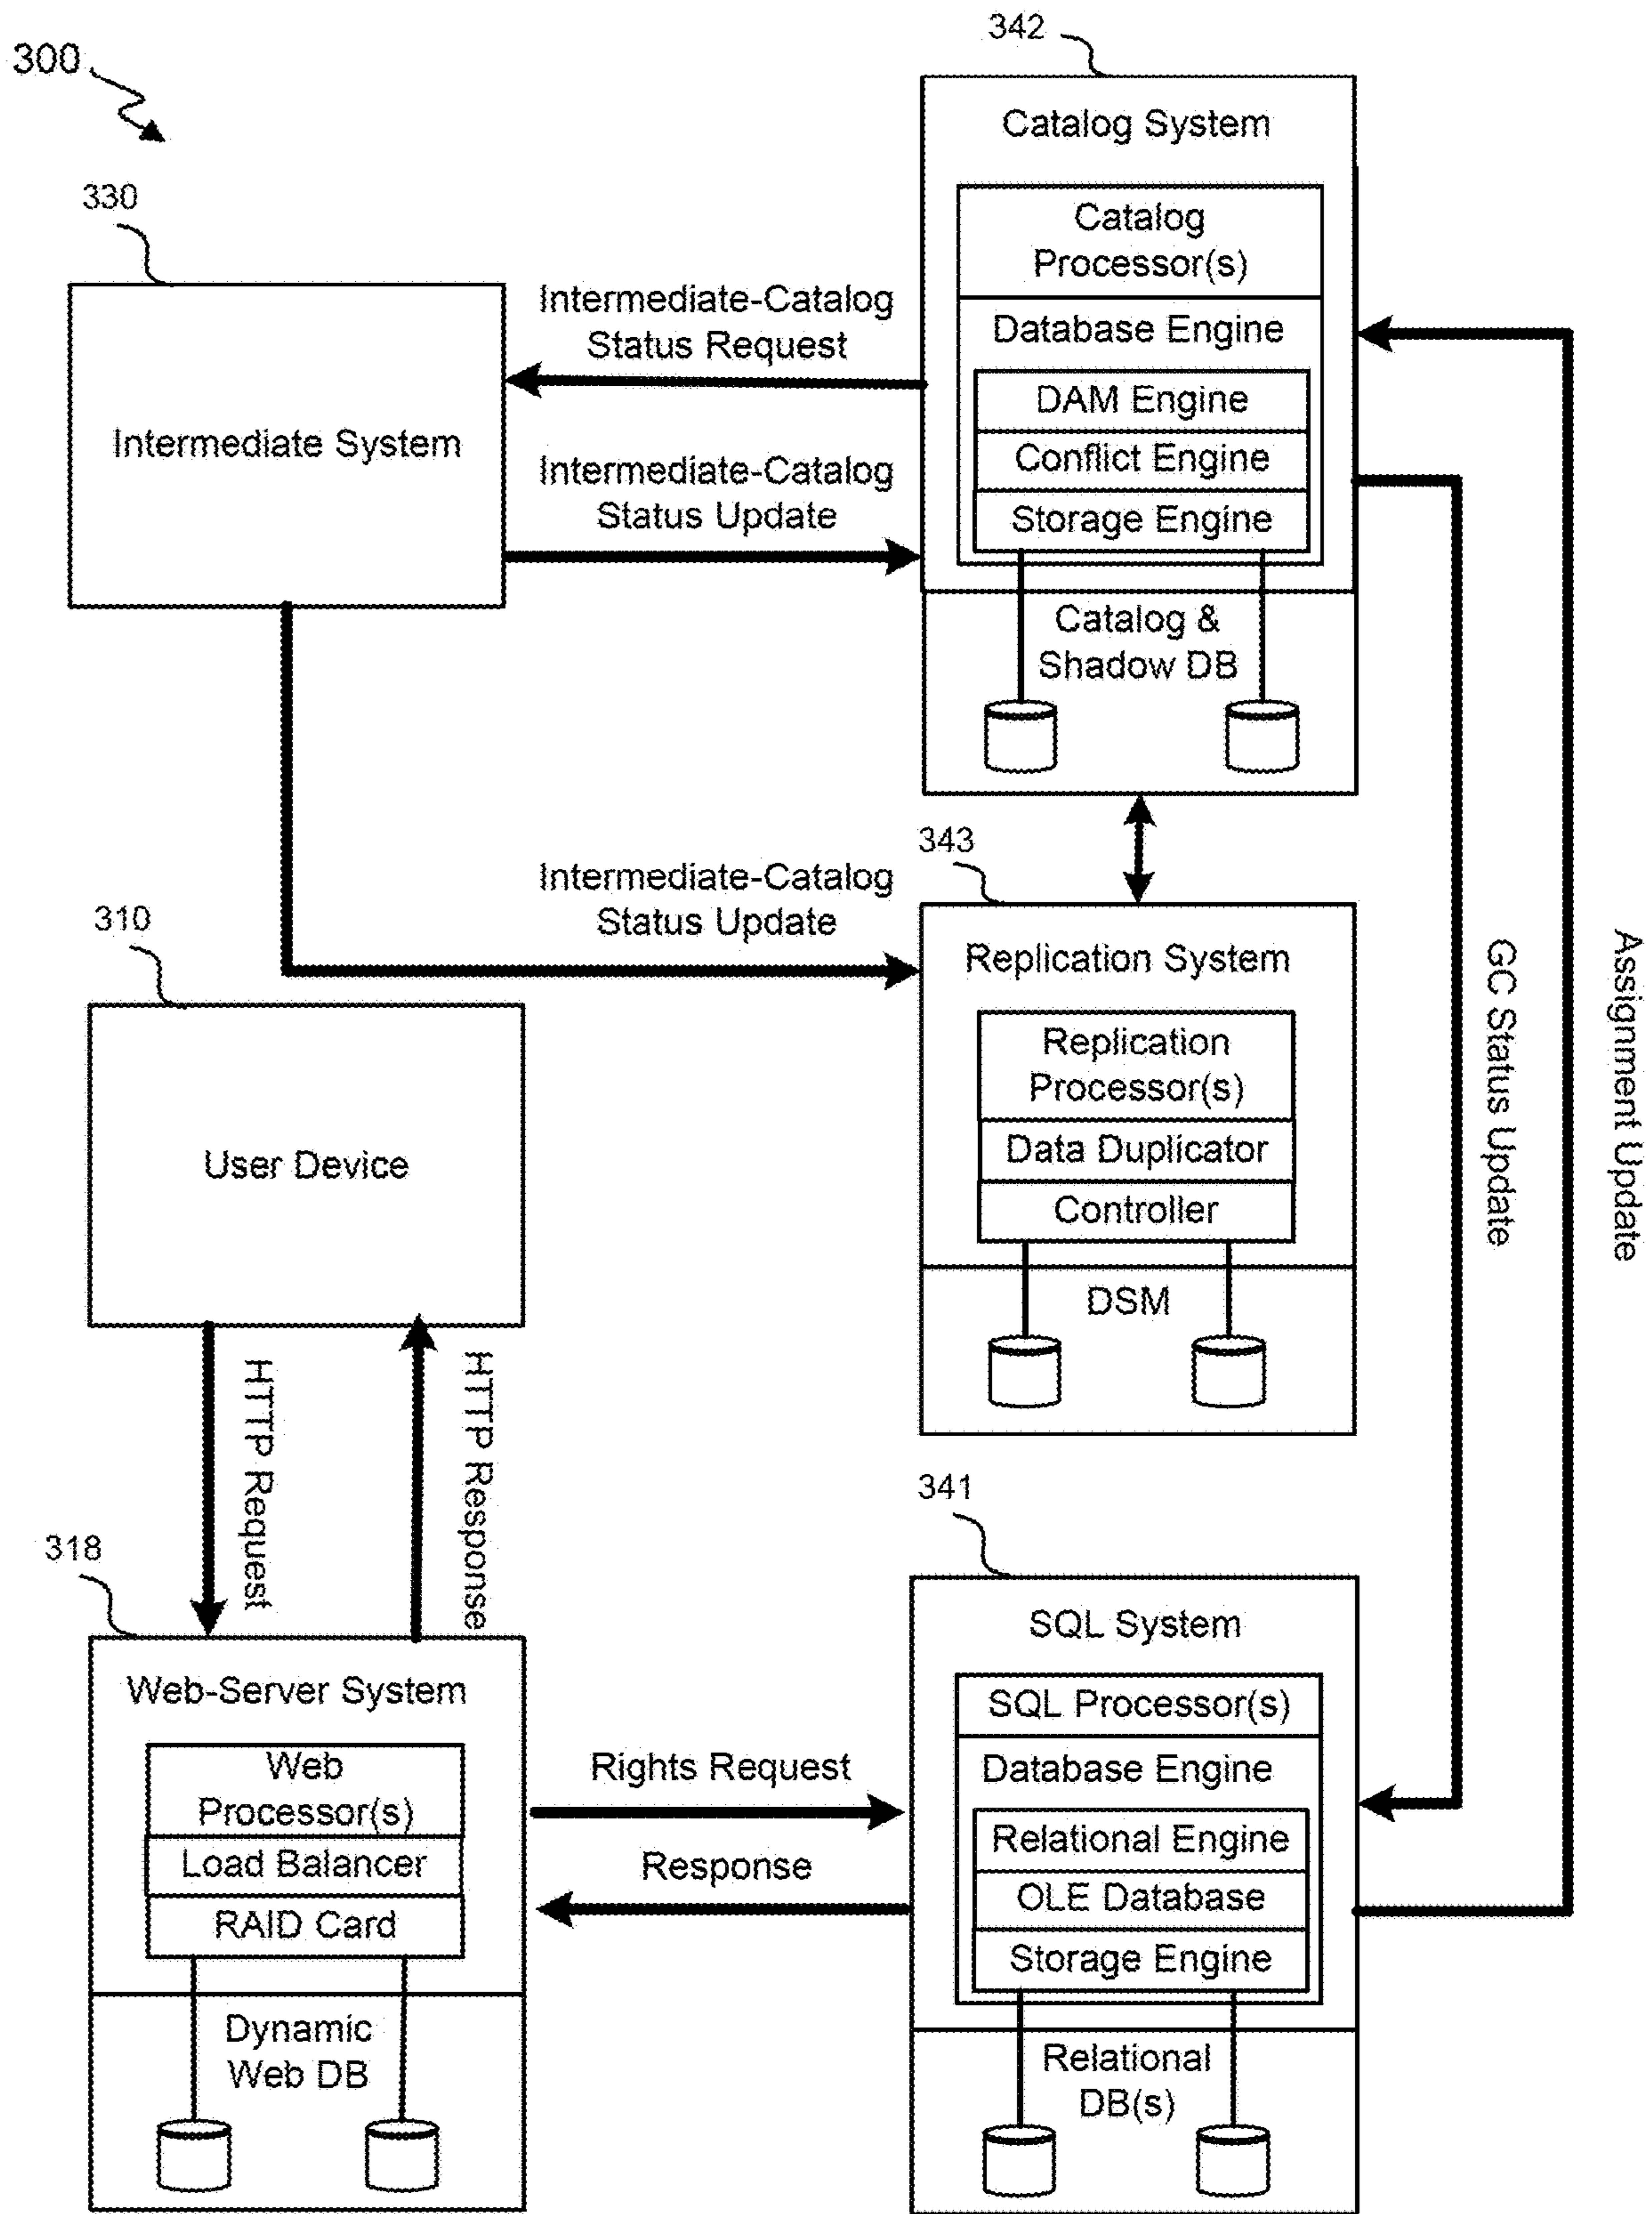 300
342
Catalog System
Catalog
Processor(s)
Database Engine
DAM Engine
Conflict Engine
Storage Engine
Catalog &
Shadow DB
330
Intermediate System
Intermediate-Catalog
Status Request
Intermediate-Catalog
Status Update
Intermediate-Catalog
Status Update
343
Replication System
Replication
Processor(s)
Data Duplicator
Controller
DSM
GC Status Update
Assignment Update
310
User Device
HTTP Request
HTTP Response
318
Web-Server System
Web
Processor(s)
Load Balancer
RAID Card
Dynamic
Web DB
Rights Request
Response
341
SQL System
SQL Processor(s)
Database Engine
Relational Engine
OLE Database
Storage Engine
Relational
DB(s)